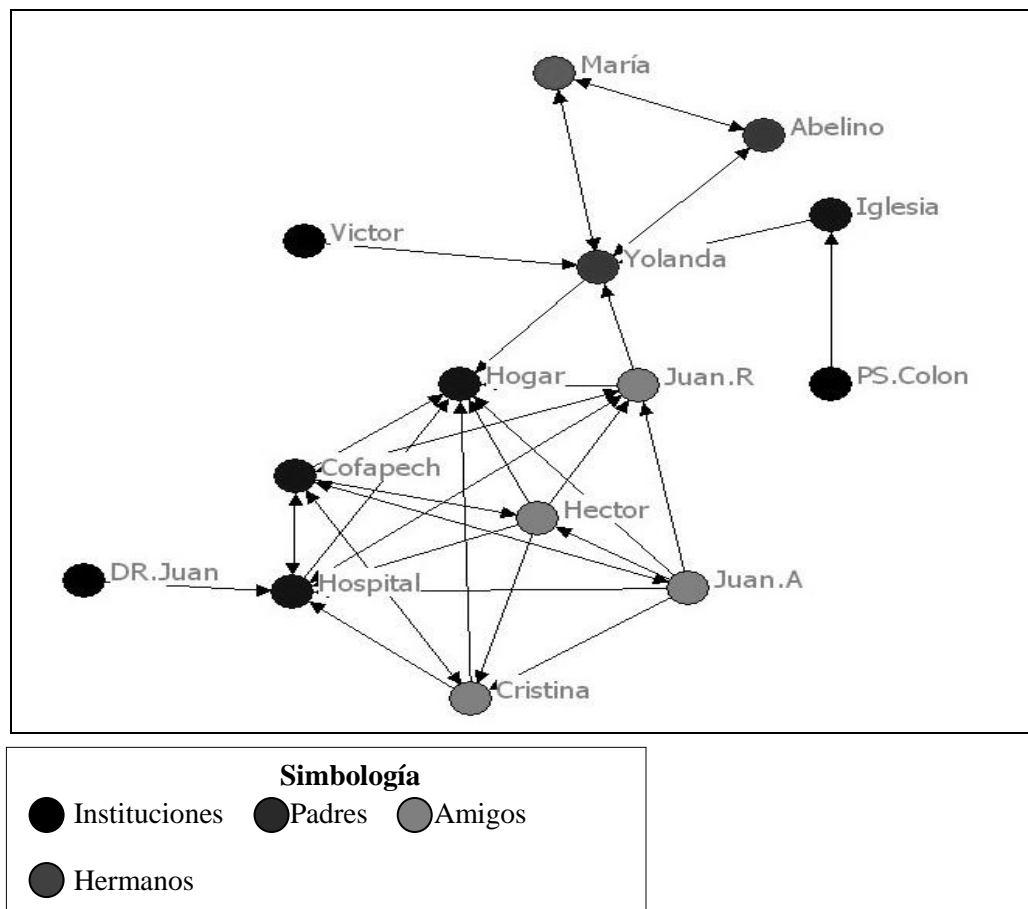 María
Abelino
Iglesia
Victor
Yolanda
Hogar
Juan.R
PS.Colon
Cofapech
Hector
DR.Juan
Hospital
Juan.A
Cristina
Simbología
Instituciones Padres Amigos
Hermanos